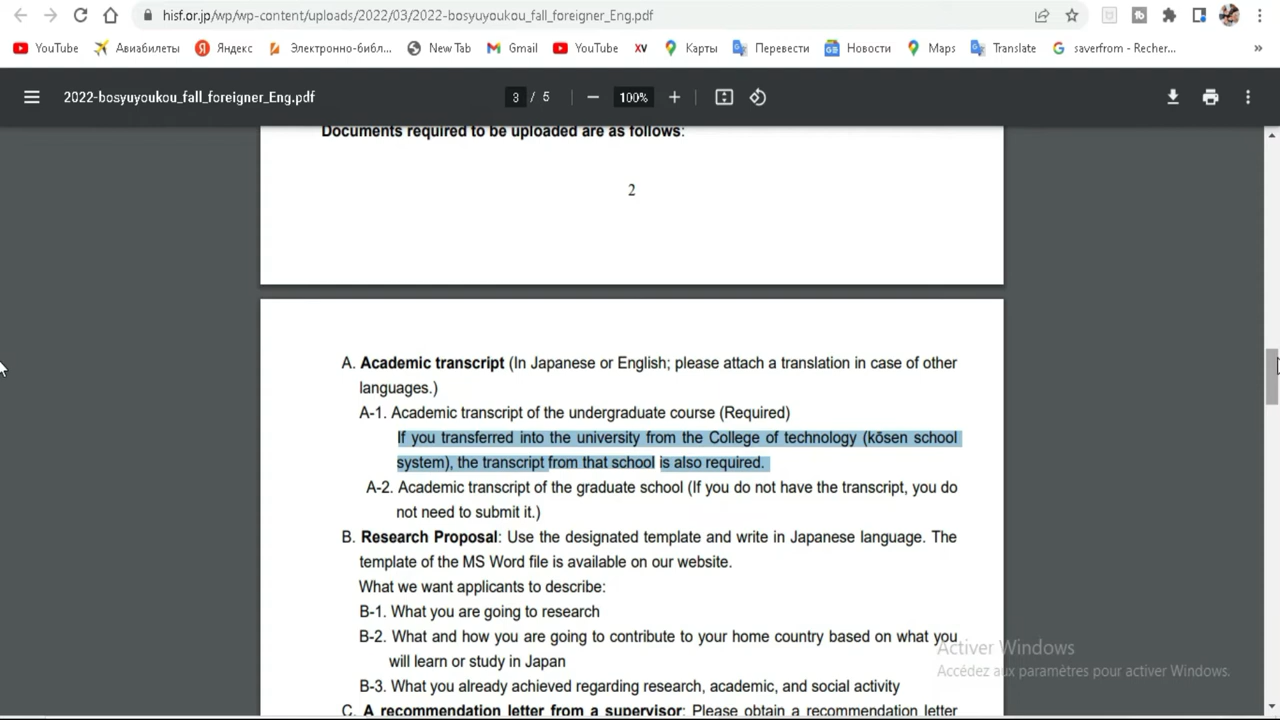 hisf.or.jp/wp/wp-content/uploads/2022/03/2022-bosyuyoukou_fall_foreigner_Eng.pdf
YouTube Авиабилеты Яндекс Электронно-библ... New Tab Gmail YouTube XV Карты Перевести Новости Maps Translate saverfrom - Recher... »
2022-bosyuyoukou_fall_foreigner_Eng.pdf 3 / 5 − 100% +
Documents required to be uploaded are as follows:
2
A. Academic transcript (In Japanese or English; please attach a translation in case of other
languages.)
A-1. Academic transcript of the undergraduate course (Required)
If you transferred into the university from the College of technology (kōsen school
system), the transcript from that school is also required.
A-2. Academic transcript of the graduate school (If you do not have the transcript, you do
not need to submit it.)
B. Research Proposal: Use the designated template and write in Japanese language. The
template of the MS Word file is available on our website.
What we want applicants to describe:
B-1. What you are going to research
B-2. What and how you are going to contribute to your home country based on what you
will learn or study in Japan
B-3. What you already achieved regarding research, academic, and social activity
C. A recommendation letter from a supervisor: Please obtain a recommendation letter
Activer Windows
Accédez aux paramètres pour activer Windows.